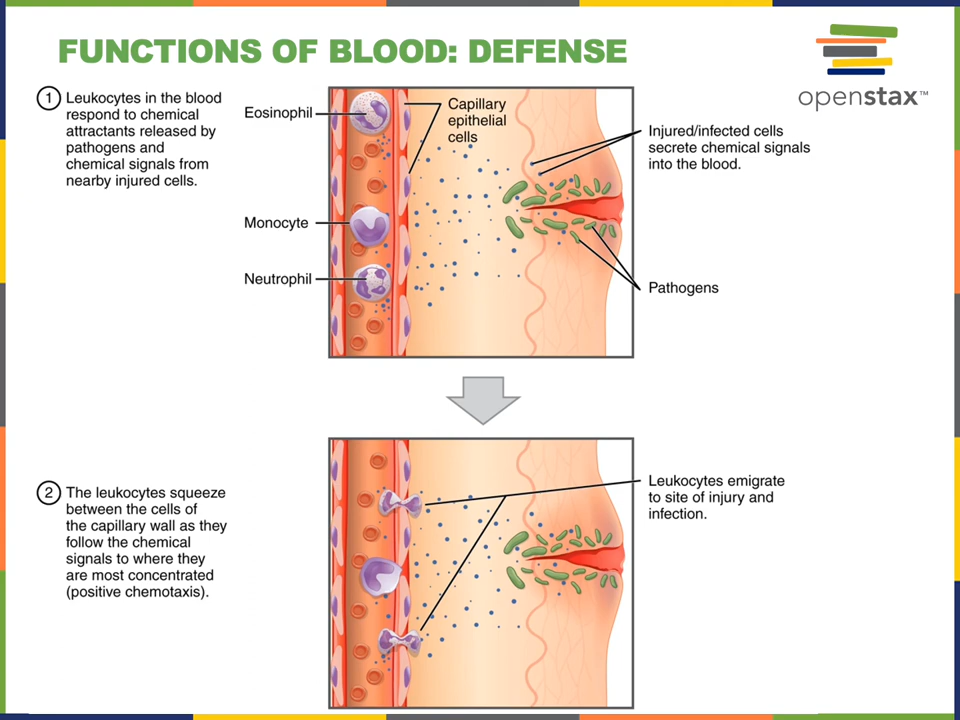 FUNCTIONS OF BLOOD: DEFENSE
openstax™
1
Leukocytes in the blood
respond to chemical
attractants released by
pathogens and
chemical signals from
nearby injured cells.
Eosinophil
Monocyte
Neutrophil
Capillary
epithelial
cells
Injured/infected cells
secrete chemical signals
into the blood.
Pathogens
2
The leukocytes squeeze
between the cells of
the capillary wall as they
follow the chemical
signals to where they
are most concentrated
(positive chemotaxis).
Leukocytes emigrate
to site of injury and
infection.